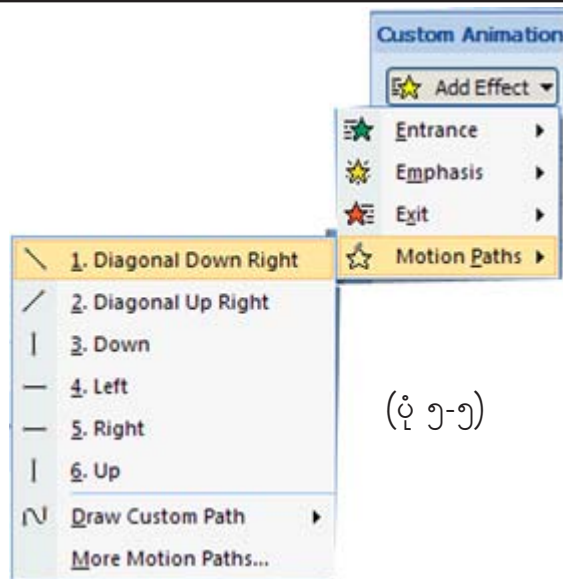 Custom Animation
Add Effect
Entrance
Emphasis
Exit
Motion Paths
1. Diagonal Down Right
2. Diagonal Up Right
3. Down
4. Left
5. Right
6. Up
Draw Custom Path
More Motion Paths...
(ပုံ ၅-၅)